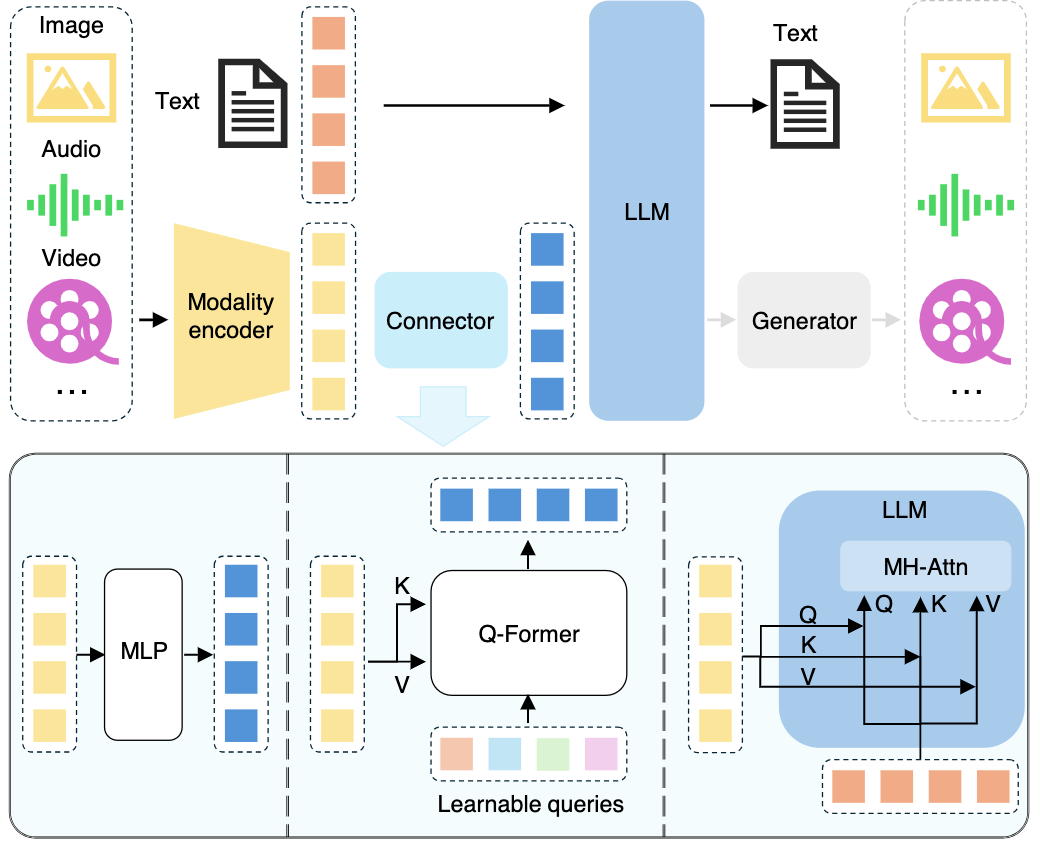 Image
Audio
Video
...
Text
Modality
encoder
Connector
LLM
Text
Generator
...
MLP
K
V
Q-Former
Learnable queries
LLM
MH-Attn
Q
K
V
Q
K
V